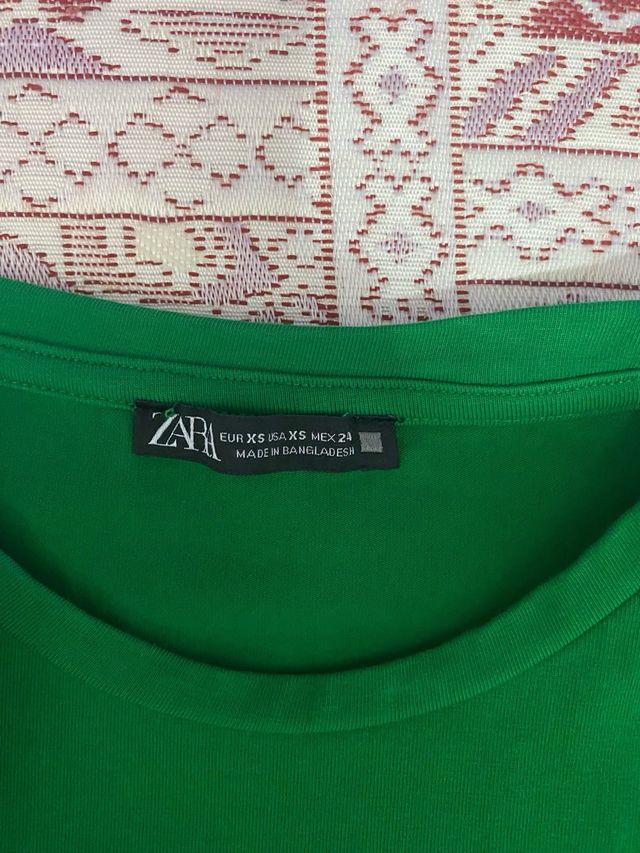 ZARA
EUR XS USA XS MEX 24
MADE IN BANGLADESH